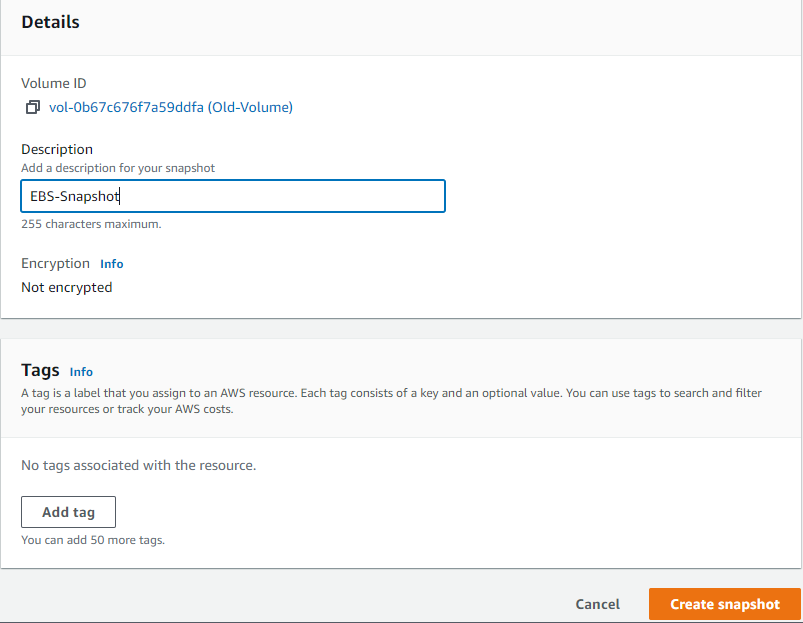 Details
Volume ID
vol-0b67c676f7a59ddfa (Old-Volume)
Description
Add a description for your snapshot
EBS-Snapshot
255 characters maximum.
Encryption Info
Not encrypted
Tags Info
A tag is a label that you assign to an AWS resource. Each tag consists of a key and an optional value. You can use tags to search and filter
your resources or track your AWS costs.
No tags associated with the resource.
Add tag
You can add 50 more tags.
Cancel Create snapshot